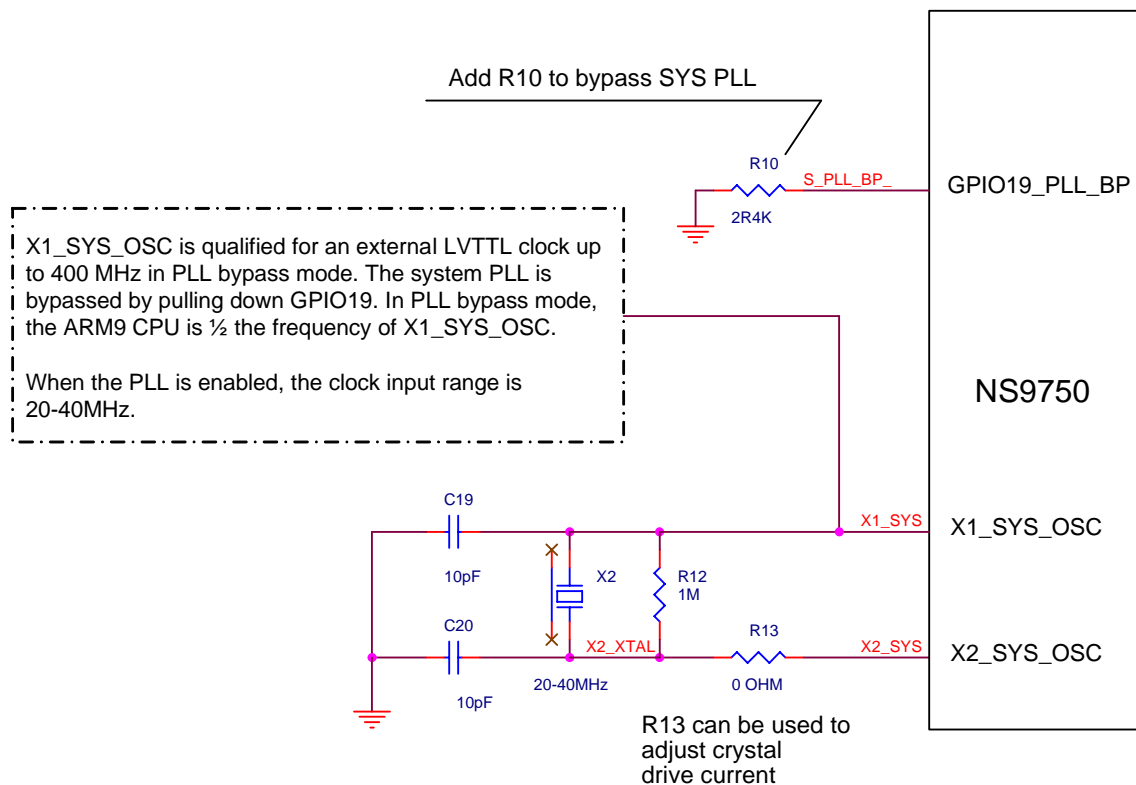 Add R10 to bypass SYS PLL
R10
S_PLL_BP_
GPIO19_PLL_BP
2R4K
X1_SYS_OSC is qualified for an external LVTTL clock up
to 400 MHz in PLL bypass mode. The system PLL is
bypassed by pulling down GPIO19. In PLL bypass mode,
the ARM9 CPU is ½ the frequency of X1_SYS_OSC.
When the PLL is enabled, the clock input range is
20-40MHz.
NS9750
C19
X1_SYS
X1_SYS_OSC
10pF
X2
R12
1M
C20
X2_XTAL
R13
X2_SYS
X2_SYS_OSC
10pF
20-40MHz
0 OHM
R13 can be used to
adjust crystal
drive current